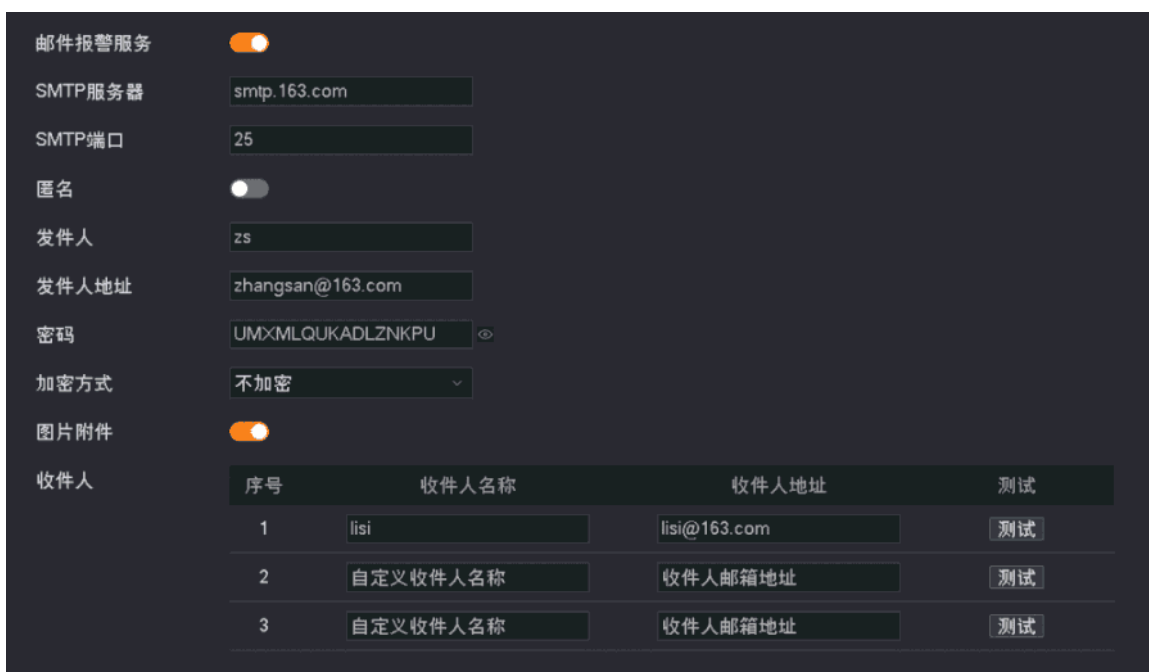 邮件报警服务
SMTP服务器 smtp.163.com
SMTP端口 25
匿名
发件人 zs
发件人地址 zhangsan@163.com
密码 UMXMLQUKADLZNKPU
加密方式 不加密
图片附件
收件人 序号 收件人名称 收件人地址 测试
1 lisi lisi@163.com 测试
2 自定义收件人名称 收件人邮箱地址 测试
3 自定义收件人名称 收件人邮箱地址 测试